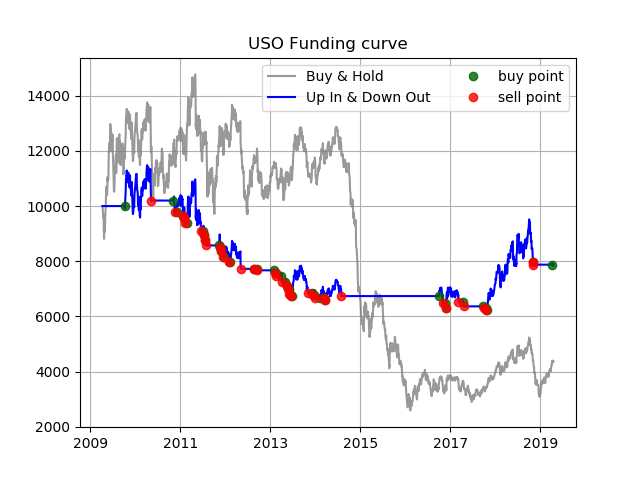 USO Funding curve
Buy & Hold
Up In & Down Out
buy point
sell point
14000
12000
10000
8000
6000
4000
2000
2009 2011 2013 2015 2017 2019